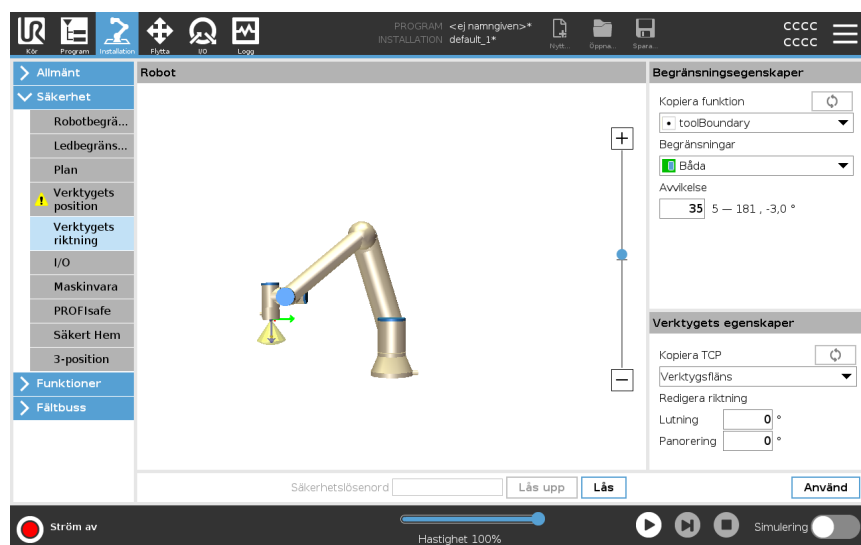 PROGRAM <ej namngiven>*
INSTALLATION default_1*
Kör Program Installation Flytta I/O Logg
Nytt... Öppna... Spara...
cccc
cccc
Allmänt
Säkerhet
Robotbegrä...
Ledbegräns...
Plan
Verktygets
position
Verktygets
riktning
I/O
Maskinvara
PROFIsafe
Säkert Hem
3-position
Funktioner
Fältbuss
Robot
Begränsningsegenskaper
Kopiera funktion
toolBoundary
Begränsningar
Båda
Avvikelse
35 5 — 181 , -3,0 °
Verktygets egenskaper
Kopiera TCP
Verktygsfläns
Redigera riktning
Lutning 0 °
Panorering 0 °
Säkerhetslösenord Lås upp Lås
Använd
Ström av
Hastighet 100%
Simulering